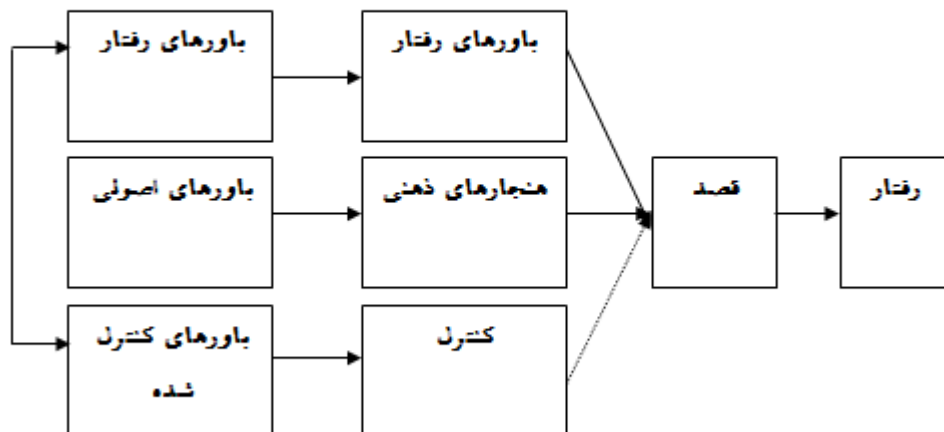 باورهای رفتار
باورهای رفتار
باورهای اصولی
هنجارهای ذهنی
قصد
رفتار
باورهای کنترل
شده
کنترل